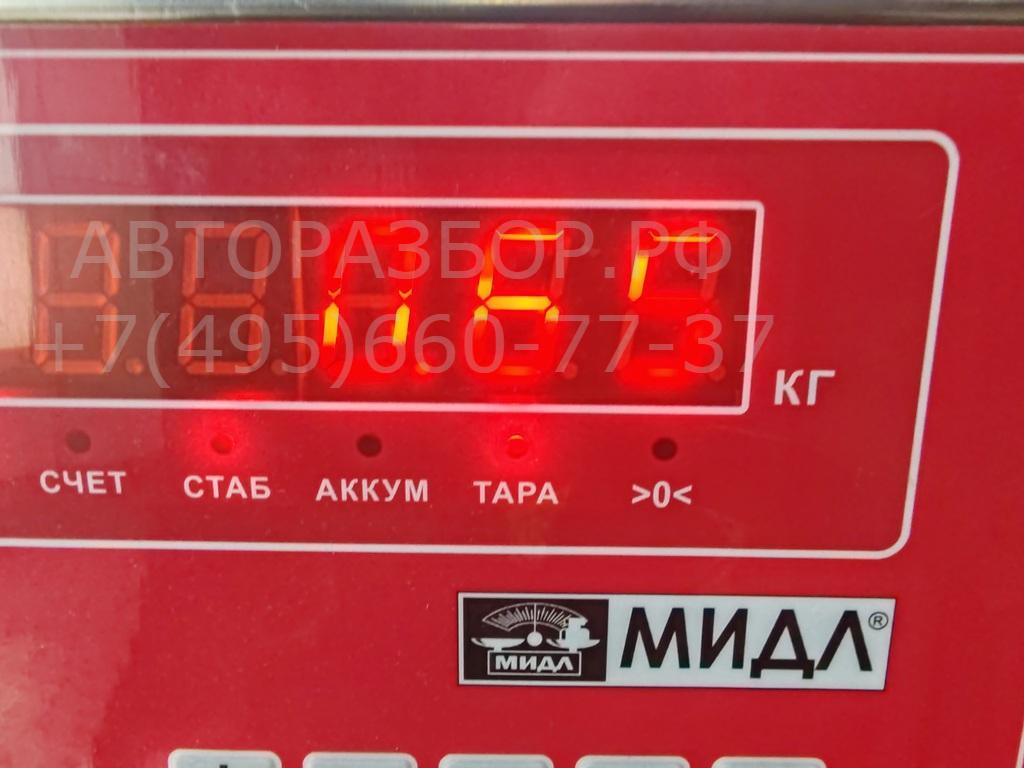 АВТОРАЗБОР.РФ
+7(495)660-77-37
КГ
СЧЕТ СТАБ АККУМ ТАРА >0<
МИДЛ МИДЛ®